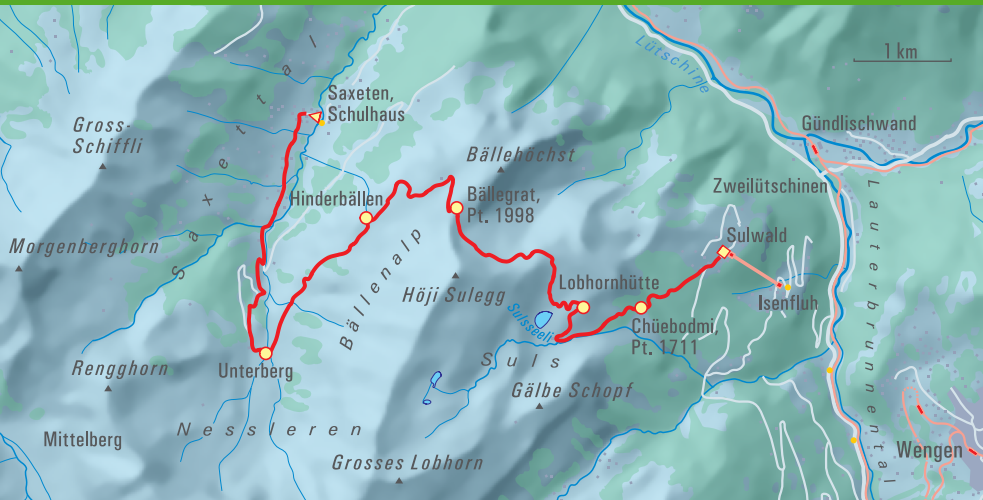 1 km
Lütschine
Saxettal
Saxeten,
Schulhaus
Gross-
Schiffli
Gündlischwand
Bällehöchst
Zweilütschinen
Hinderbällen
Bällegrat,
Pt. 1998
Morgenberghorn
Sulwald
Lauterbrunnental
Bällenalp
Höji Sulegg
Lobhornhütte
Isenfluh
Sulsseeli
Chüebodmi,
Pt. 1711
Suls
Rengghorn
Unterberg
Gälbe Schopf
Mittelberg
Nessleren
Grosses Lobhorn
Wengen